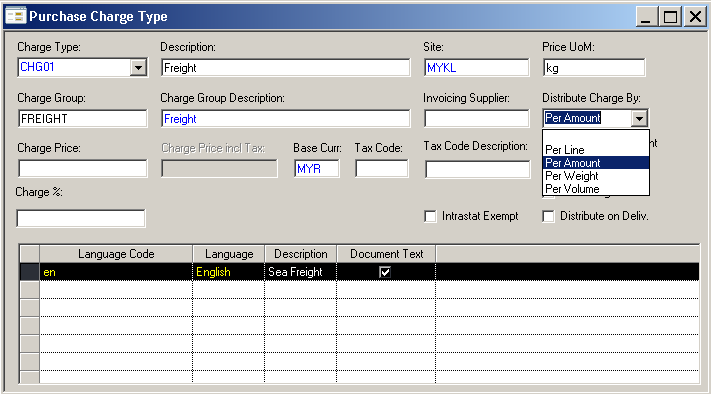 Purchase Charge Type
Charge Type: Description: Site: Price UoM:
CHG01 Freight MYKL kg
Charge Group: Charge Group Description: Invoicing Supplier: Distribute Charge By:
FREIGHT Freight Per Amount
Charge Price: Charge Price incl Tax: Base Curr: Tax Code: Tax Code Description:
MYR
Per Line
Per Amount
Per Weight
Per Volume
Charge %:
Intrastat Exempt Distribute on Deliv.
Language Code Language Description Document Text
en English Sea Freight